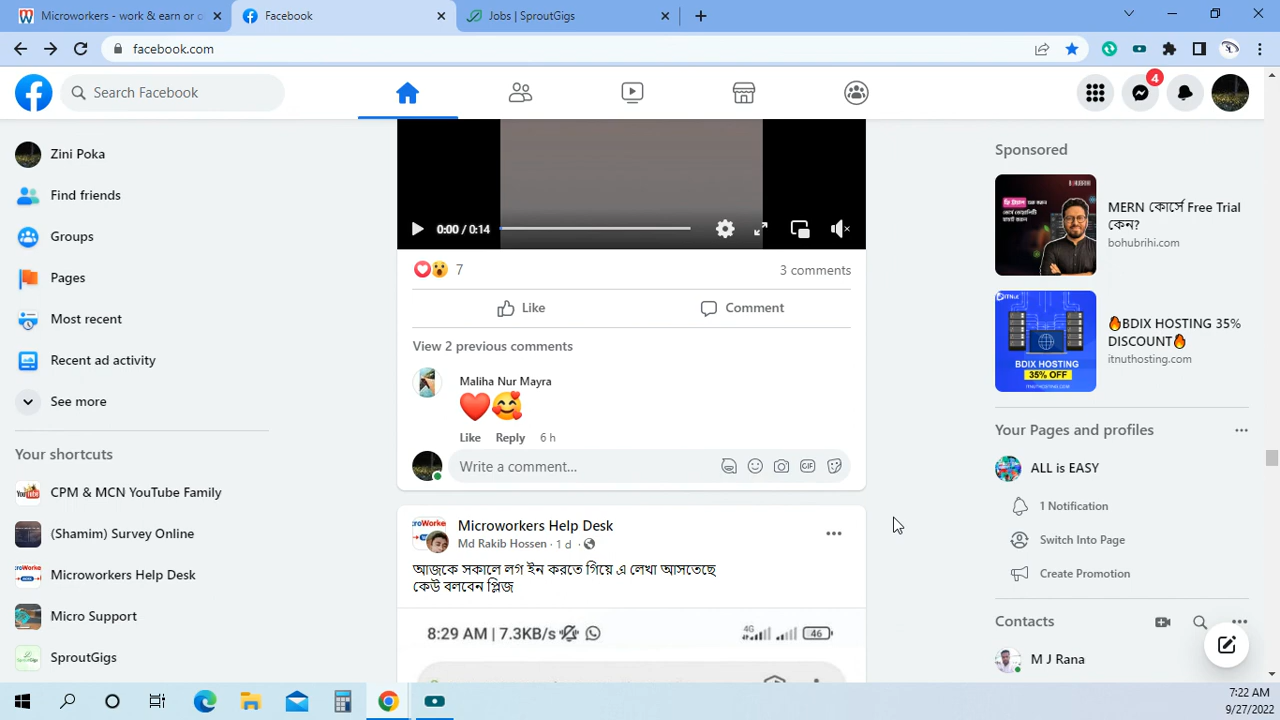 Microworkers - work & earn or c
Facebook
Jobs | SproutGigs
facebook.com
Search Facebook
4
Zini Poka
Find friends
Groups
Pages
Most recent
Recent ad activity
See more
Your shortcuts
CPM & MCN YouTube Family
(Shamim) Survey Online
Microworkers Help Desk
Micro Support
SproutGigs
0:00 / 0:14
7
3 comments
Like
Comment
View 2 previous comments
Maliha Nur Mayra
Like Reply 6 h
Write a comment...
GIF
Microworkers Help Desk
Md Rakib Hossen · 1 d ·
আজকে সকালে লগ ইন করতে গিয়ে এ লেখা আসতেছে
কেউ বলবেন প্লিজ
8:29 AM | 7.3KB/s
4G
46
Sponsored
MERN কোর্সে Free Trial
কেন?
bohubrihi.com
BDIX HOSTING
35% OFF
🔥BDIX HOSTING 35%
DISCOUNT🔥
itnuthosting.com
Your Pages and profiles
ALL is EASY
1 Notification
Switch Into Page
Create Promotion
Contacts
M J Rana
7:22 AM
9/27/2022